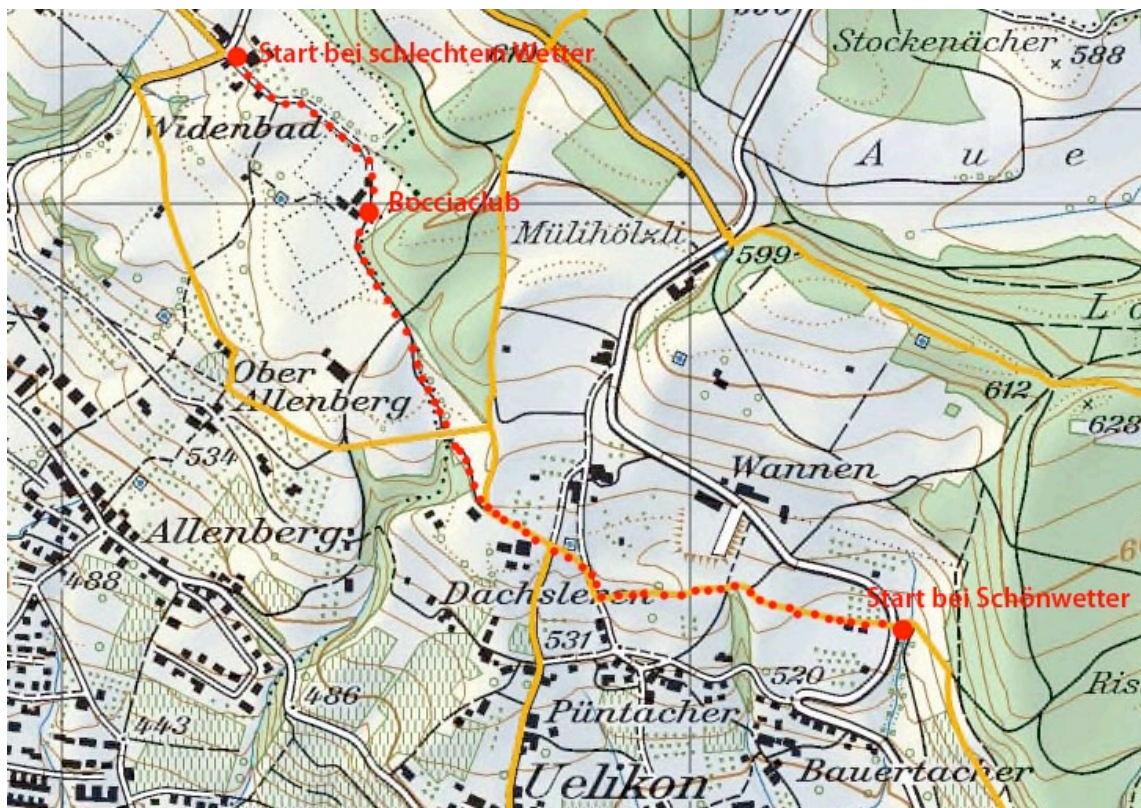 Start bei schlechtem Wetter
Stockenächer
588
Widenbad
A u e
Bocciaclub
Mülihölzli
599
Ober
Allenberg
612
628
534
Wannen
Allenberg
488
Dachslehen
Start bei Schönwetter
531
520
486
Püntacher
443
Uelikon
Bauertacher